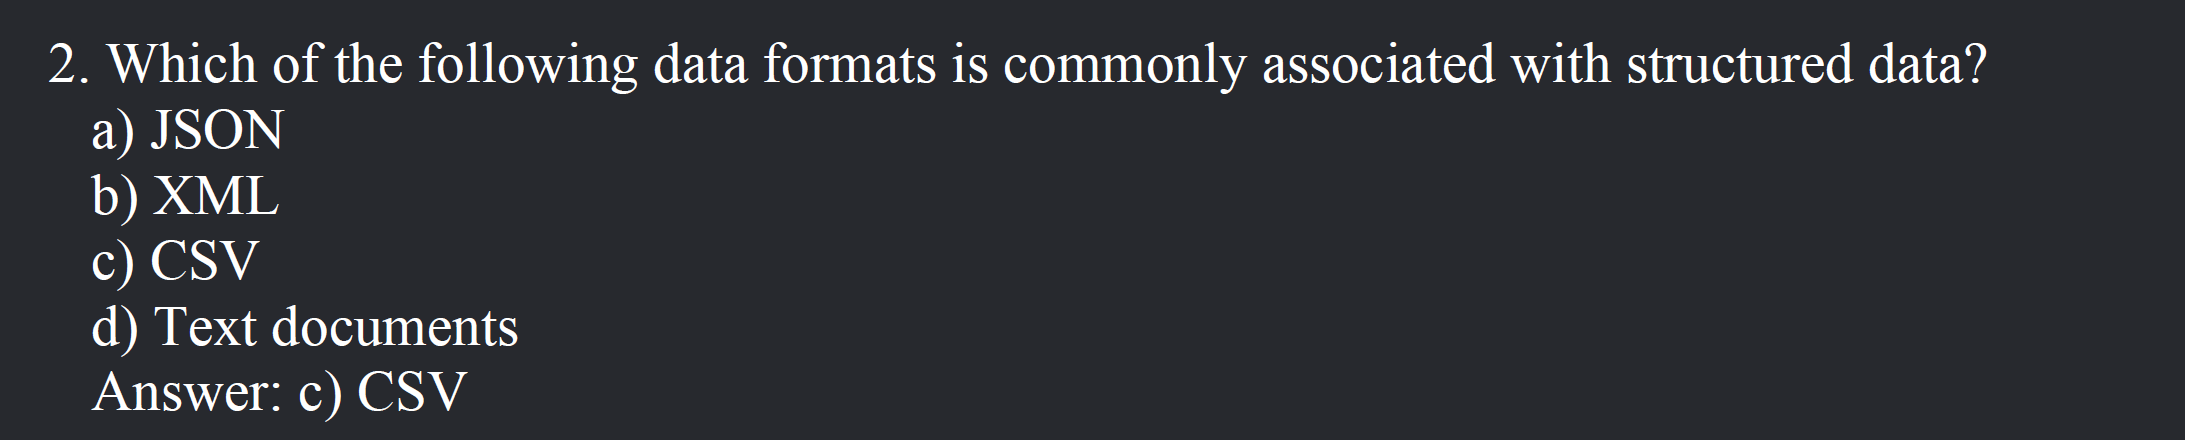 2. Which of the following data formats is commonly associated with structured data?
a) JSON
b) XML
c) CSV
d) Text documents
Answer: c) CSV